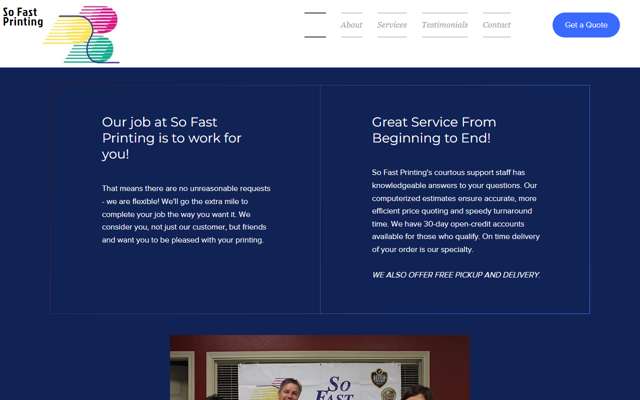 So Fast
Printing
About
Services
Testimonials
Contact
Get a Quote
Our job at So Fast
Printing is to work for
you!
That means there are no unreasonable requests
- we are flexible! We'll go the extra mile to
complete your job the way you want it. We
consider you, not just our customer, but friends
and want you to be pleased with your printing.
Great Service From
Beginning to End!
So Fast Printing's courtous support staff has
knowledgeable answers to your questions. Our
computerized estimates ensure accurate, more
efficient price quoting and speedy turnaround
time. We have 30-day open-credit accounts
available for those who qualify. On time delivery
of your order is our specialty.
WE ALSO OFFER FREE PICKUP AND DELIVERY.
SO
FAST